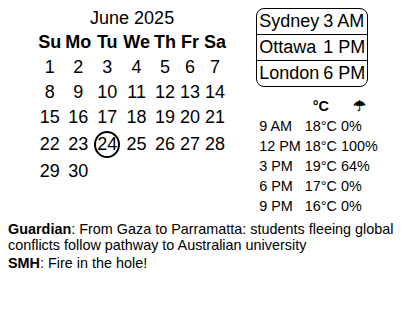 June 2025
Su Mo Tu We Th Fr Sa
1 2 3 4 5 6 7
8 9 10 11 12 13 14
15 16 17 18 19 20 21
22 23 24 25 26 27 28
29 30
Sydney 3 AM
Ottawa 1 PM
London 6 PM
°C ☂
9 AM 18°C 0%
12 PM 18°C 100%
3 PM 19°C 64%
6 PM 17°C 0%
9 PM 16°C 0%
Guardian: From Gaza to Parramatta: students fleeing global
conflicts follow pathway to Australian university
SMH: Fire in the hole!